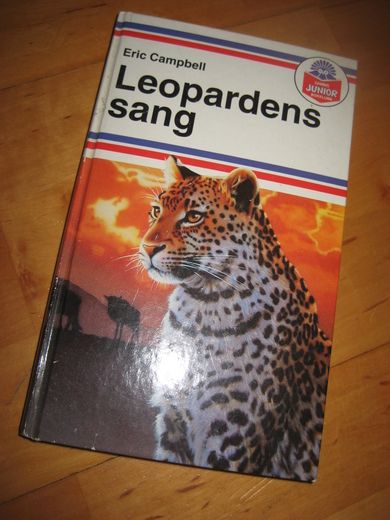 Eric Campbell
Leopardens
sang
JUNIOR